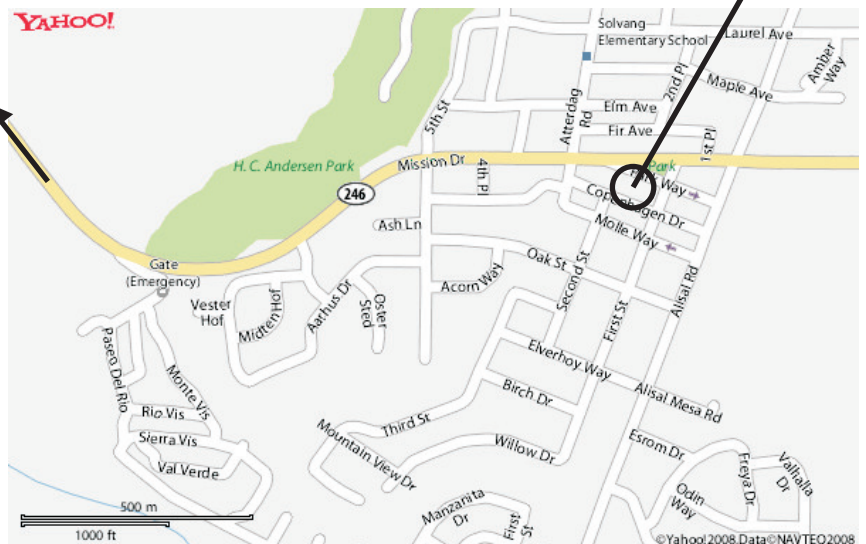 YAHOO!
Solvang
Elementary School
Laurel Ave
Amber
Way
2nd Pl
Maple Ave
5th St
Atterdag
Rd
Elm Ave
Fir Ave
1st Pl
Mission Dr
4th Pl
H. C. Andersen Park
Park
Park Way
246
Copenhagen Dr
Molle Way
Ash Ln
Oak St
Gate
(Emergency)
Acorn Way
Second St
Alisal Rd
Vester
Hof
Midten
Hof
Aarhus Dr
Oster
Sted
First St
Paseo Del Rio
Monte Vis
Elverhoy Way
Birch Dr
Alisal Mesa Rd
Rio Vis
Third St
Sierra Vis
Mountain View Dr
Willow Dr
Esrom Dr
Val Verde
Freya Dr
Valhalla
Dr
Odin
Way
Manzanita
Dr
First
St
500 m
1000 ft
©Yahoo! 2008, Data©NAVTEQ2008